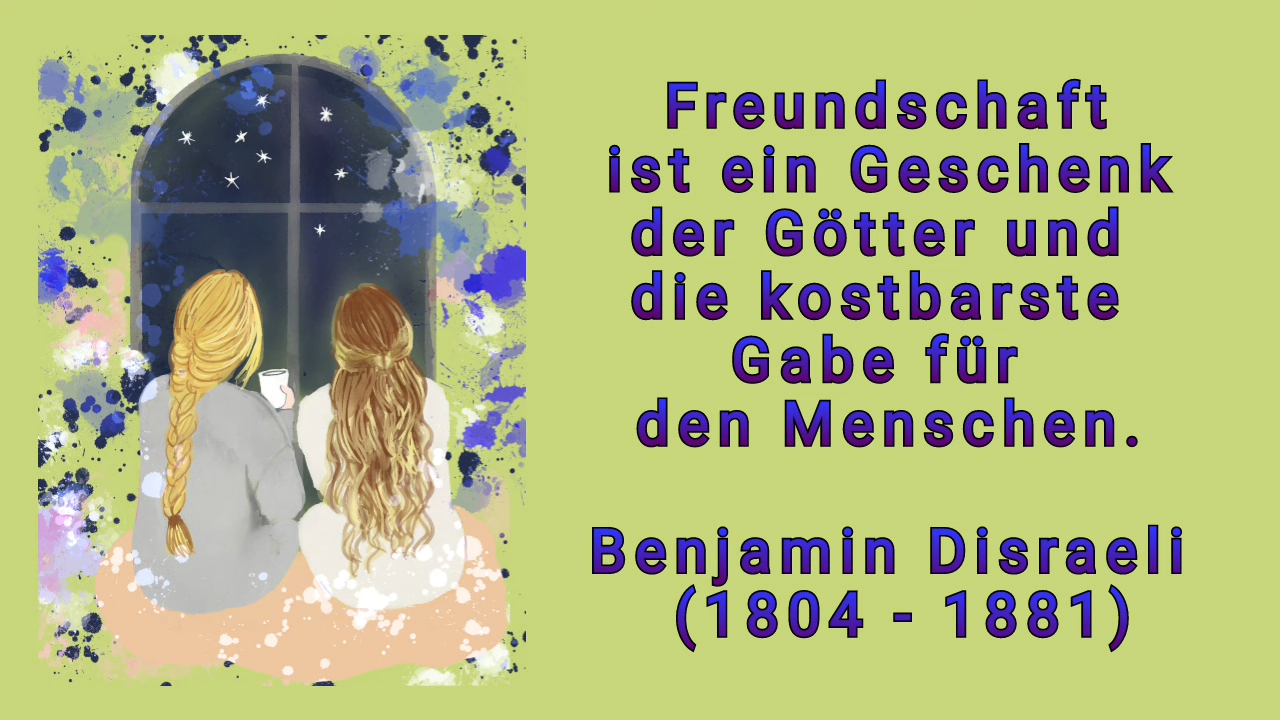 Freundschaft
ist ein Geschenk
der Götter und
die kostbarste
Gabe für
den Menschen.
Benjamin Disraeli
(1804 - 1881)